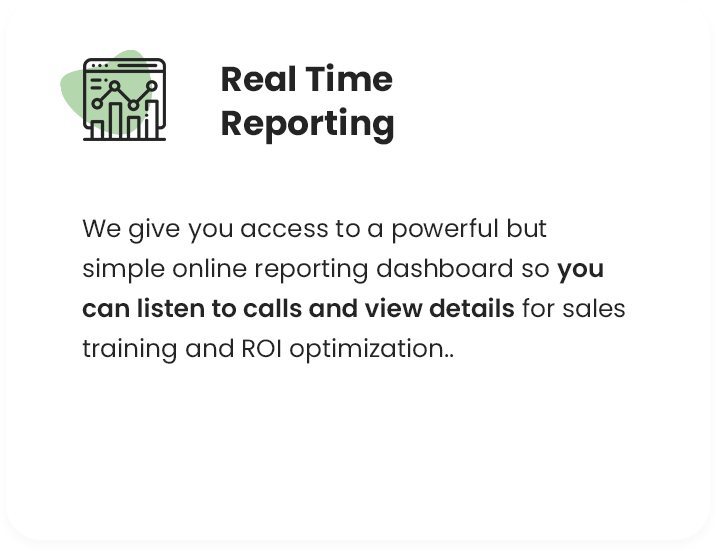 Real Time
Reporting
We give you access to a powerful but
simple online reporting dashboard so you
can listen to calls and view details for sales
training and ROI optimization..